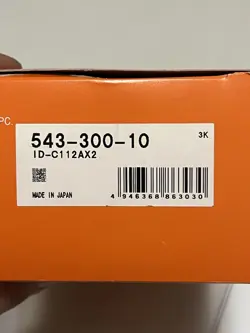 PC.
543-300-10
3K
ID-C112AX2
MADE IN JAPAN
4 946368 863030